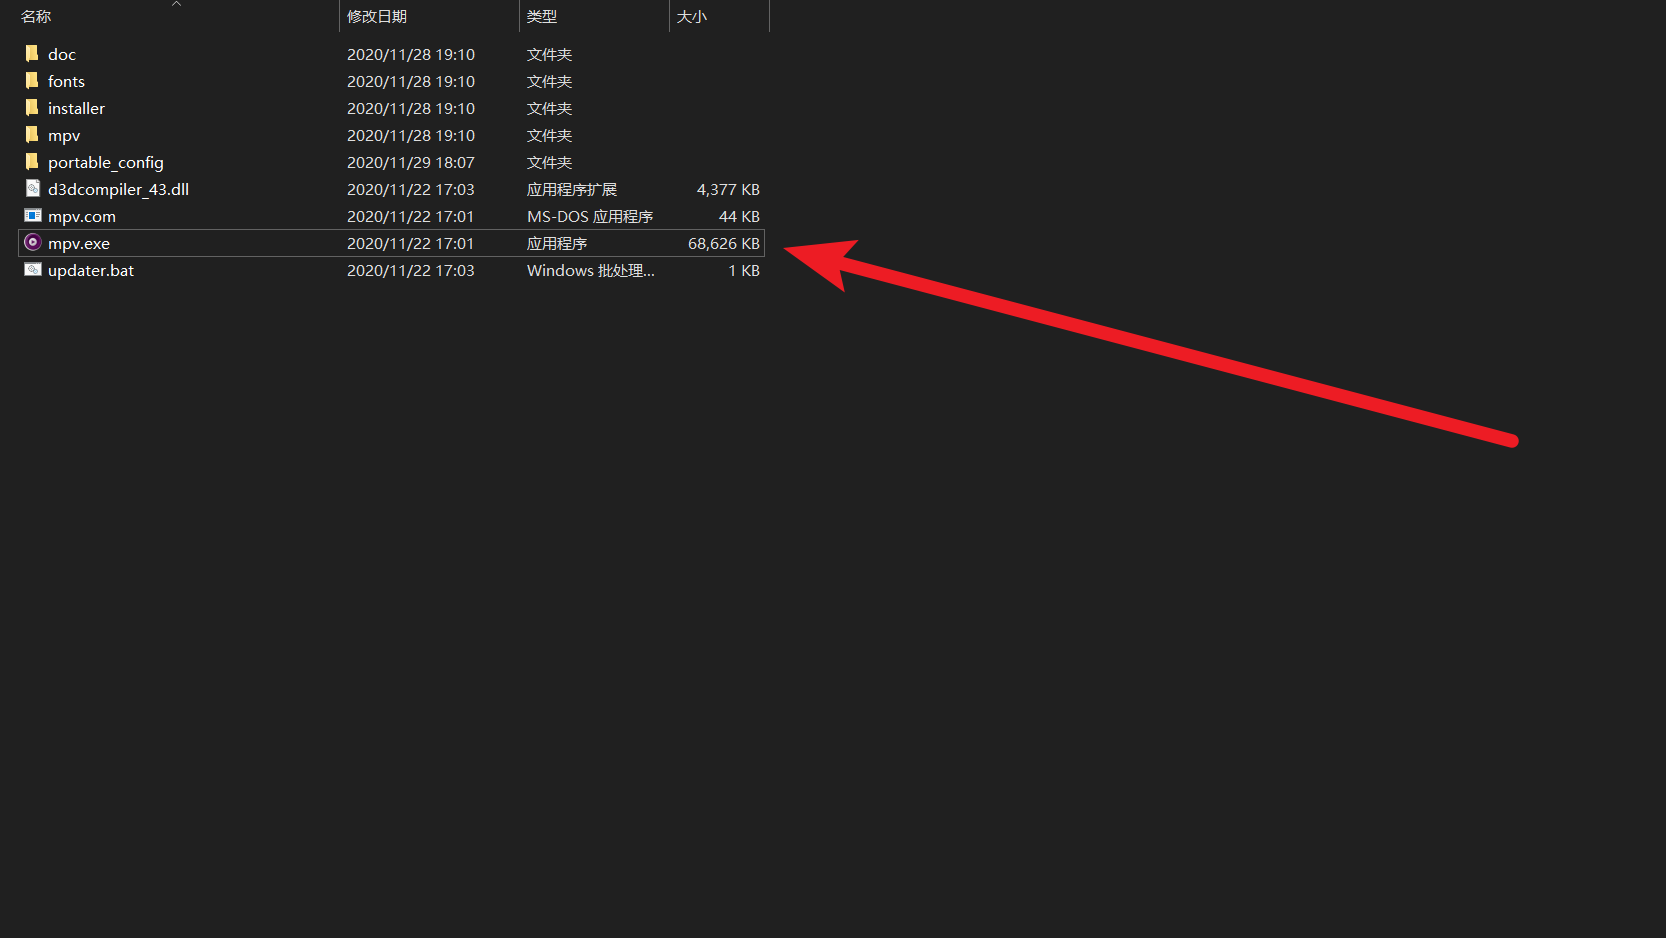 名称 修改日期 类型 大小
doc 2020/11/28 19:10 文件夹
fonts 2020/11/28 19:10 文件夹
installer 2020/11/28 19:10 文件夹
mpv 2020/11/28 19:10 文件夹
portable_config 2020/11/29 18:07 文件夹
d3dcompiler_43.dll 2020/11/22 17:03 应用程序扩展 4,377 KB
mpv.com 2020/11/22 17:01 MS-DOS 应用程序 44 KB
mpv.exe 2020/11/22 17:01 应用程序 68,626 KB
updater.bat 2020/11/22 17:03 Windows 批处理... 1 KB